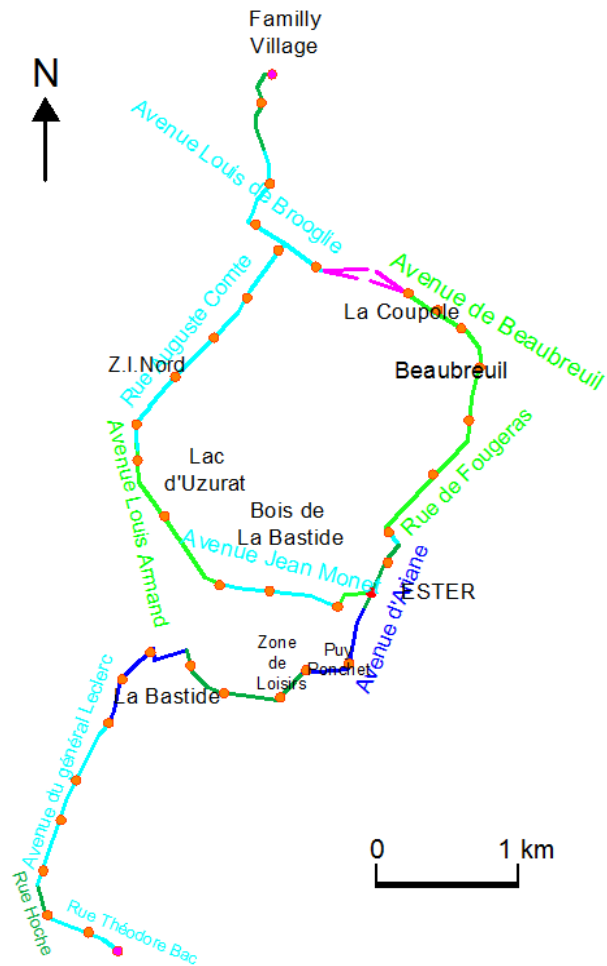 Familly
Village
N
Avenue Louis de Brooglie
Avenue de Beaubreuil
La Coupole
Rue Auguste Comte
Z.I.Nord
Beaubreuil
Avenue Louis Armand
Lac
d'Uzurat
Rue de Fougeras
Bois de
La Bastide
Avenue Jean Monet
ESTER
Avenue d'Ariane
Zone
de
Loisirs
Puy
Ponchet
La Bastide
Avenue du général Leclerc
0 1 km
Rue Hoche
Rue Théodore Bac